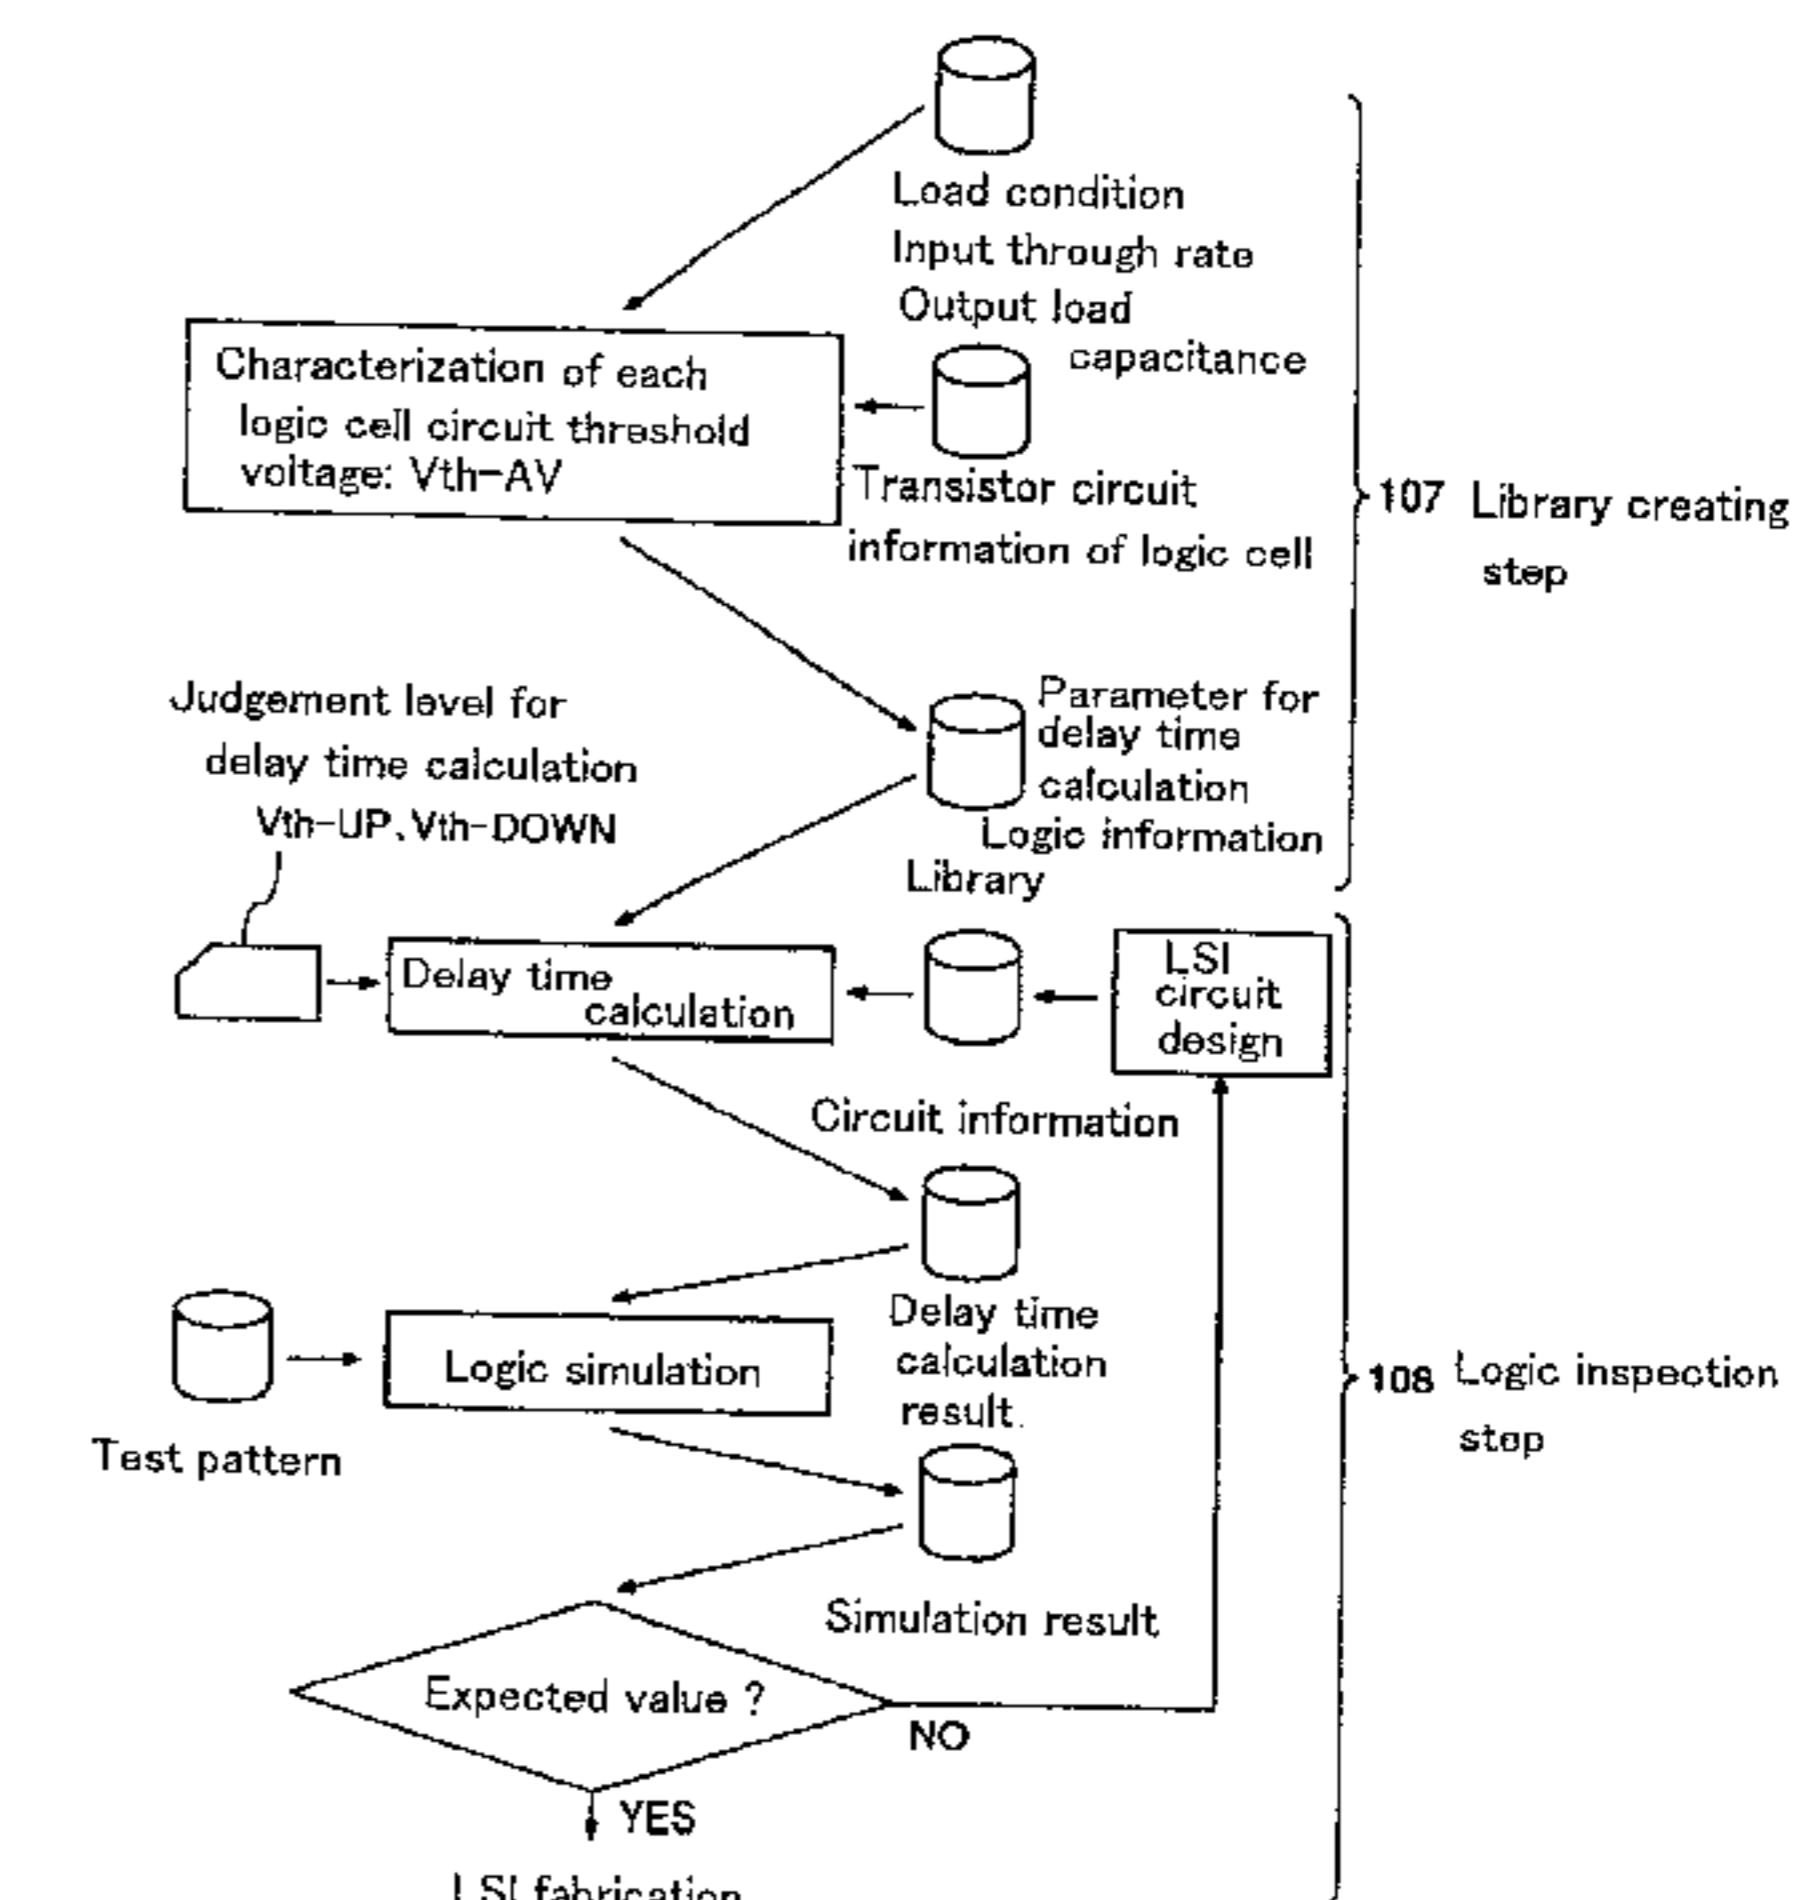 Load condition
Input through rate
Output load
capacitance
Characterization of each
logic cell circuit threshold
voltage: Vth-AV
Transistor circuit
information of logic cell
107 Library creating
step
Parameter for
delay time
calculation
Logic information
Library
Judgement level for
delay time calculation
Vth-UP、Vth-DOWN
Delay time
calculation
LSI
circuit
design
Circuit information
Delay time
calculation
result.
Logic simulation
Test pattern
108 Logic inspection
step
Simulation result
Expected value ?
NO
YES
LSI fabrication